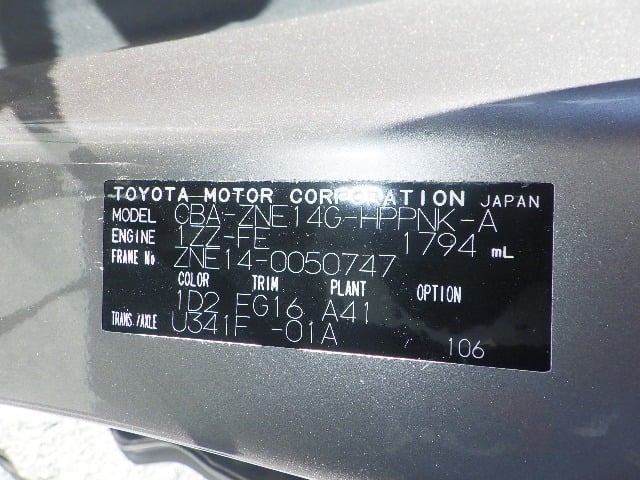 TOYOTA MOTOR CORPORATION JAPAN
MODEL CBA-ZNE14G-HPPNK-A
ENGINE 1ZZ-FE 1794 mL
FRAME No ZNE14-0050747
COLOR TRIM PLANT OPTION
1D2 FG16 A41
TRANS./AXLE U341F -01A
106